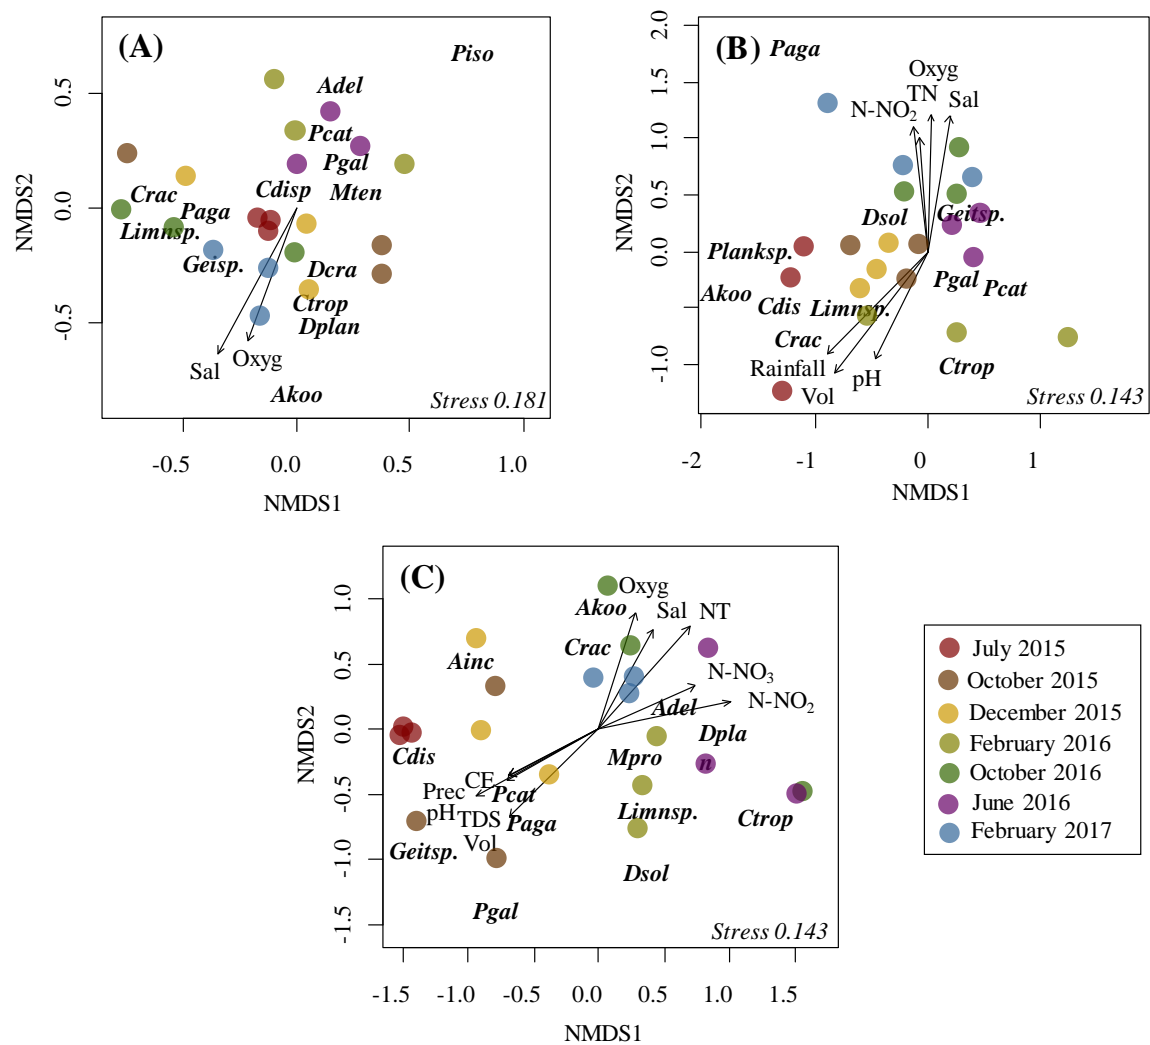 (A)
Piso
Adel
Pcat
Pgal
Cdisp
Mten
Crac
Paga
Limnsp.
Geisp.
Dcra
Ctrop
Dplan
Sal
Oxyg
Akoo
Stress 0.181
0.5
0.0
-0.5
NMDS2
-0.5
0.0
0.5
1.0
NMDS1
(B)
Paga
Oxyg
TN
Sal
N-NO2
Dsol
Geitsp.
Planksp.
Akoo
Cdis
Limnsp.
Pgal
Pcat
Crac
Rainfall
Vol
pH
Ctrop
Stress 0.143
2.0
1.5
1.0
0.5
0.0
-1.0
NMDS2
-2
-1
0
1
NMDS1
(C)
Oxyg
Akoo
Sal
NT
Crac
Ainc
N-NO3
N-NO2
Adel
Dpla
n
Mpro
Cdis
CE
Prec
Pcat
pH
TDS
Paga
Vol
Limnsp.
Ctrop
Geitsp.
Dsol
Pgal
Stress 0.143
1.0
0.5
0.0
-0.5
-1.0
-1.5
NMDS2
-1.5
-1.0
-0.5
0.0
0.5
1.0
1.5
NMDS1
July 2015
October 2015
December 2015
February 2016
October 2016
June 2016
February 2017